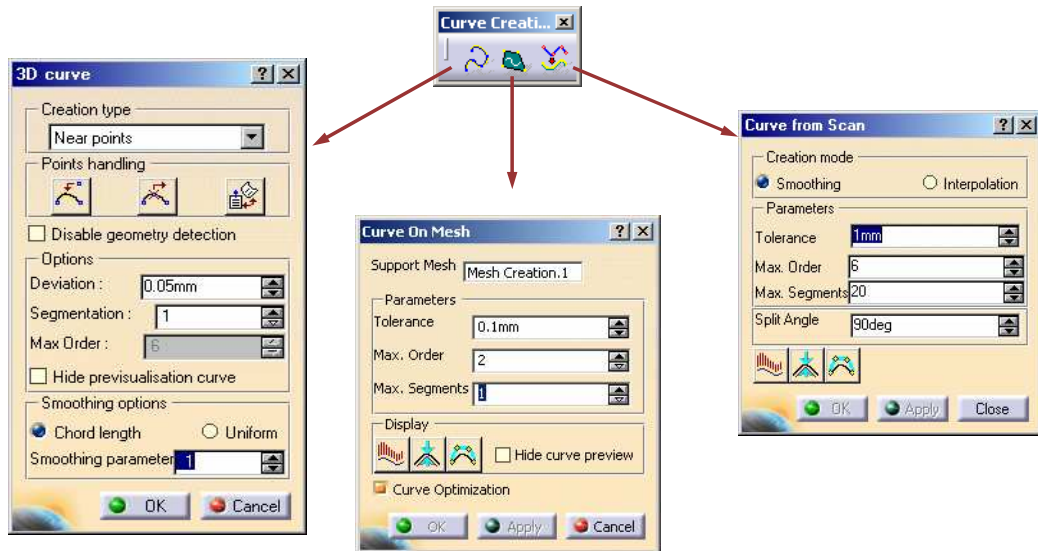 Curve Creati...
3D curve
Creation type
Near points
Points handling
Disable geometry detection
Options
Deviation :
0.05mm
Segmentation :
1
Max Order :
6
Hide previsualisation curve
Smoothing options
Chord length
Uniform
Smoothing parameter
1
OK
Cancel
Curve On Mesh
Support Mesh
Mesh Creation.1
Parameters
Tolerance
0.1mm
Max. Order
2
Max. Segments
1
Display
Hide curve preview
Curve Optimization
OK
Apply
Cancel
Curve from Scan
Creation mode
Smoothing
Interpolation
Parameters
Tolerance
1mm
Max. Order
6
Max. Segments
20
Split Angle
90deg
OK
Apply
Close